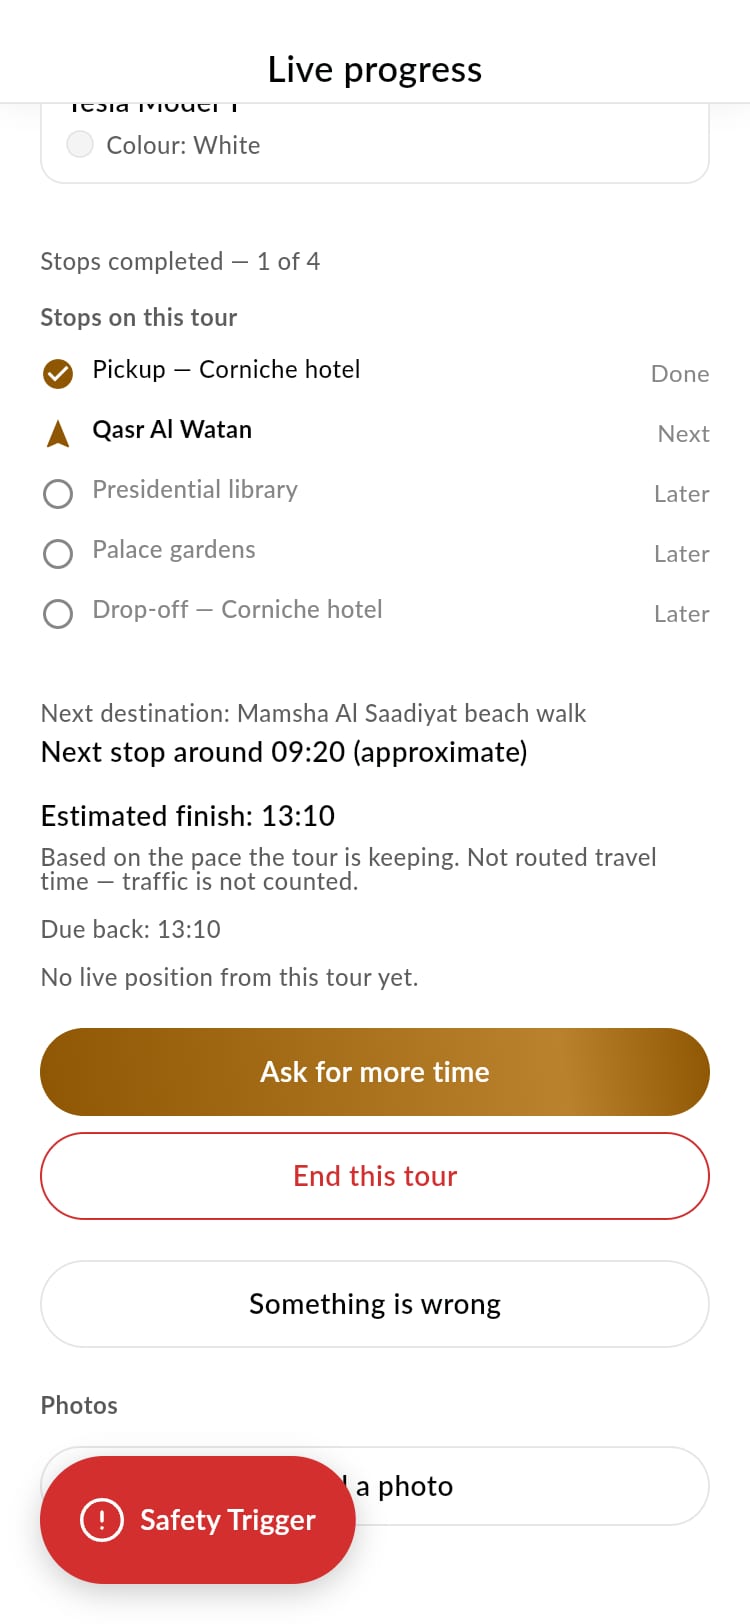 Live progress
Tesla Model Y
Colour: White
Stops completed — 1 of 4
Stops on this tour
Pickup — Corniche hotel
Done
Qasr Al Watan
Next
Presidential library
Later
Palace gardens
Later
Drop-off — Corniche hotel
Later
Next destination: Mamsha Al Saadiyat beach walk
Next stop around 09:20 (approximate)
Estimated finish: 13:10
Based on the pace the tour is keeping. Not routed travel
time — traffic is not counted.
Due back: 13:10
No live position from this tour yet.
Ask for more time
End this tour
Something is wrong
Photos
a photo
Safety Trigger